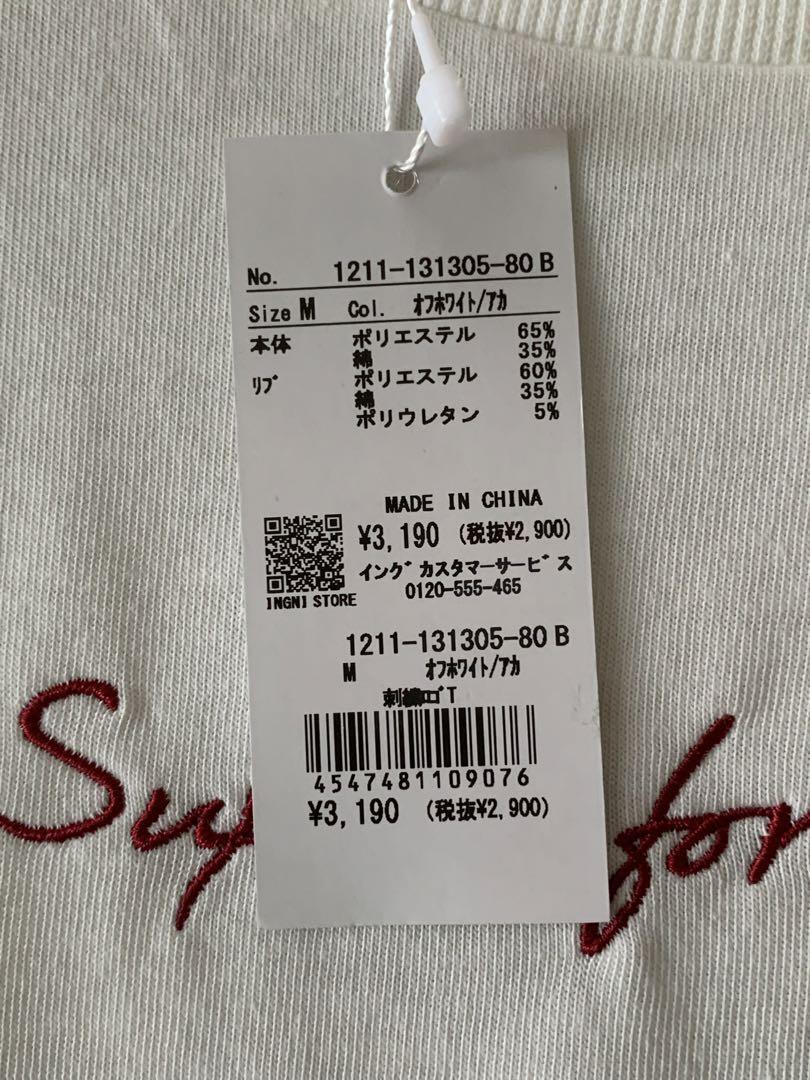 No. 1211-131305-80 B
Size M Col. ｵﾌﾎﾜｲﾄ/ｱｶ
本体 ポリエステル 65%
綿 35%
ﾘﾌﾞ ポリエステル 60%
綿 35%
ポリウレタン 5%
MADE IN CHINA
¥3,190 (税抜¥2,900)
イングﾞカスタマーサービﾞス
0120-555-465
INGNI STORE
1211-131305-80 B
M ｵﾌﾎﾜｲﾄ/ｱｶ
刺繍ロゴT
4547481109076
¥3,190 (税抜¥2,900)